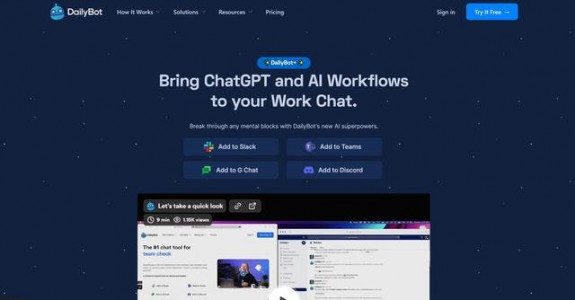 DailyBot
How It Works
Solutions
Resources
Pricing
Sign in
Try It Free →
DailyBot+
Bring ChatGPT and AI Workflows
to your Work Chat.
Break through any mental blocks with DailyBot's new AI superpowers.
Add to Slack
Add to Teams
Add to G Chat
Add to Discord
Let's take a quick look
9 min
1.15K views
The #1 chat tool for
team check